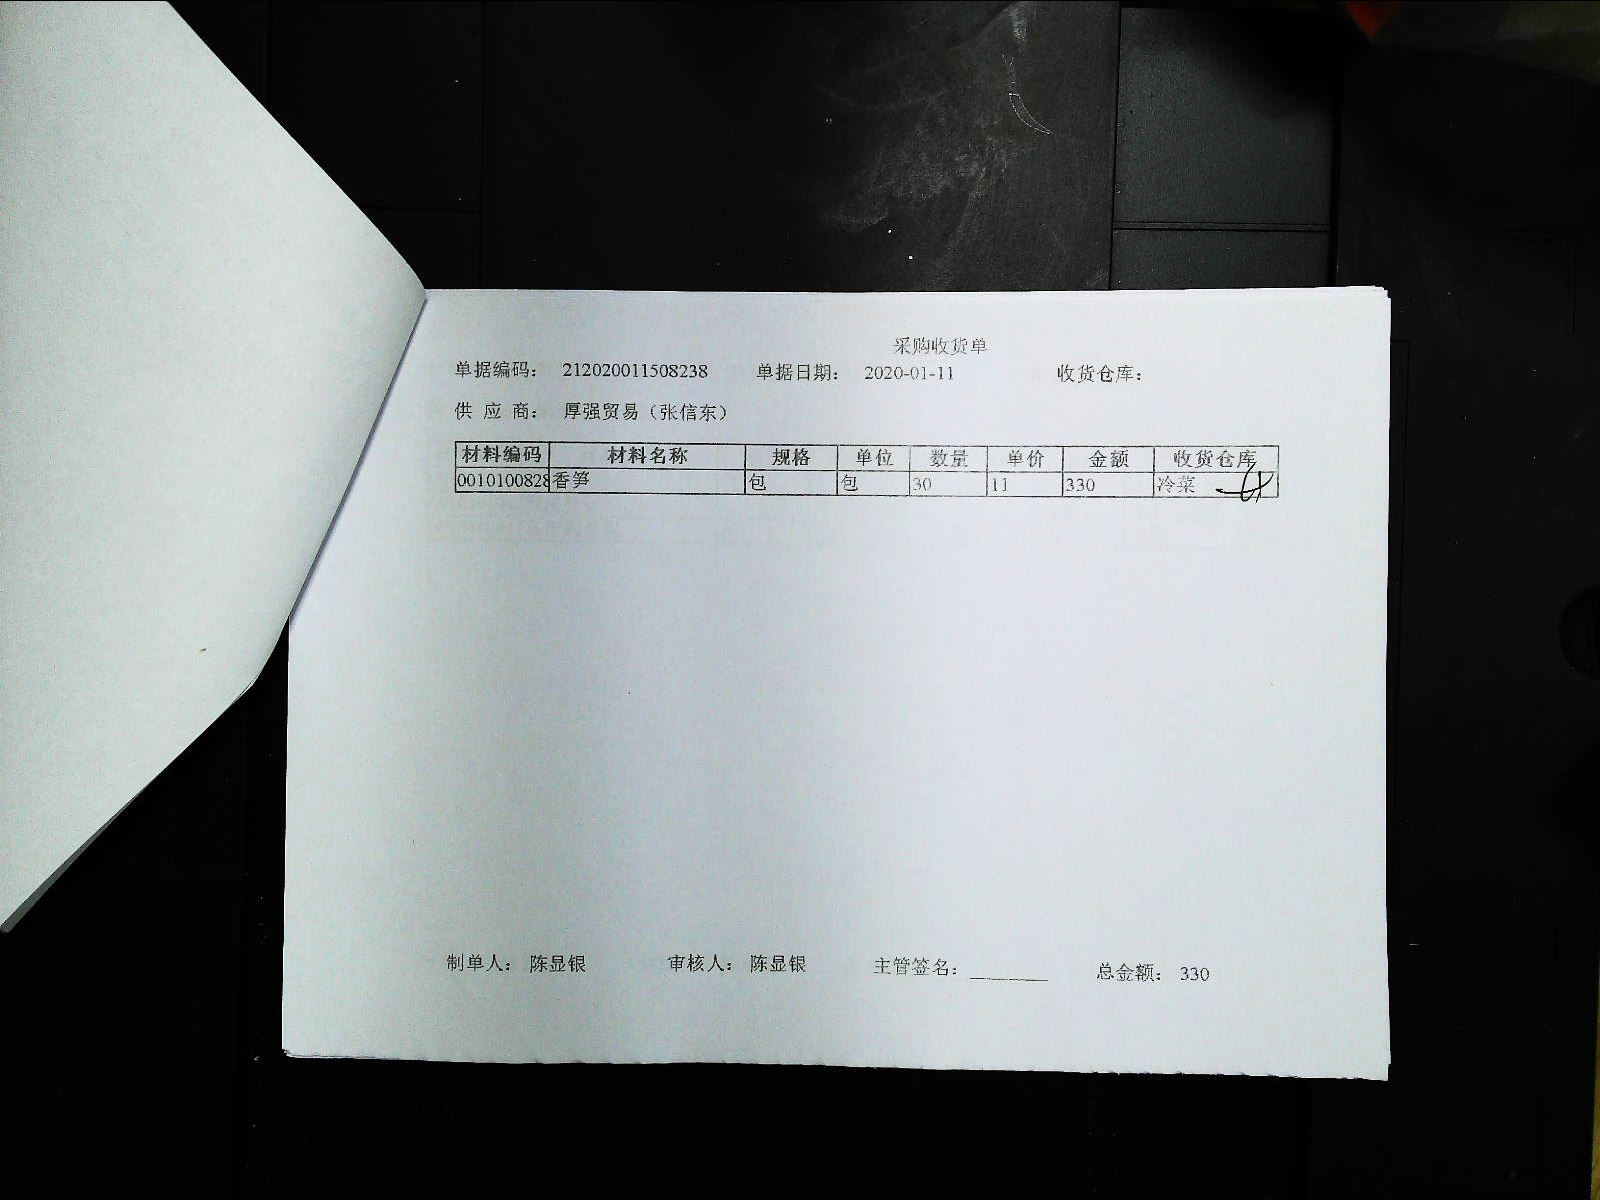 采购收货单
单据编码： 212020011508238 单据日期： 2020-01-11 收货仓库：
供 应 商： 厚强贸易（张信东）
材料编码 材料名称 规格 单位 数量 单价 金额 收货仓库
0010100828 香笋 包 包 30 11 330 冷菜
制单人： 陈显银 审核人： 陈显银 主管签名：________ 总金额： 330